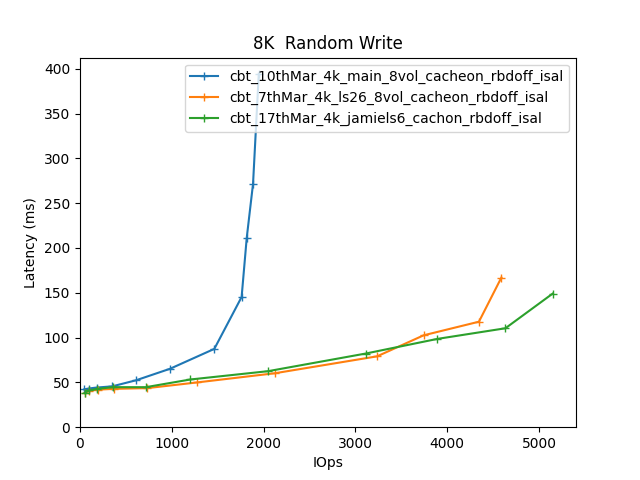 8K  Random Write
cbt_10thMar_4k_main_8vol_cacheon_rbdoff_isal
cbt_7thMar_4k_ls26_8vol_cacheon_rbdoff_isal
cbt_17thMar_4k_jamiels6_cachon_rbdoff_isal
Latency (ms)
400
350
300
250
200
150
100
50
0
0 1000 2000 3000 4000 5000
IOps